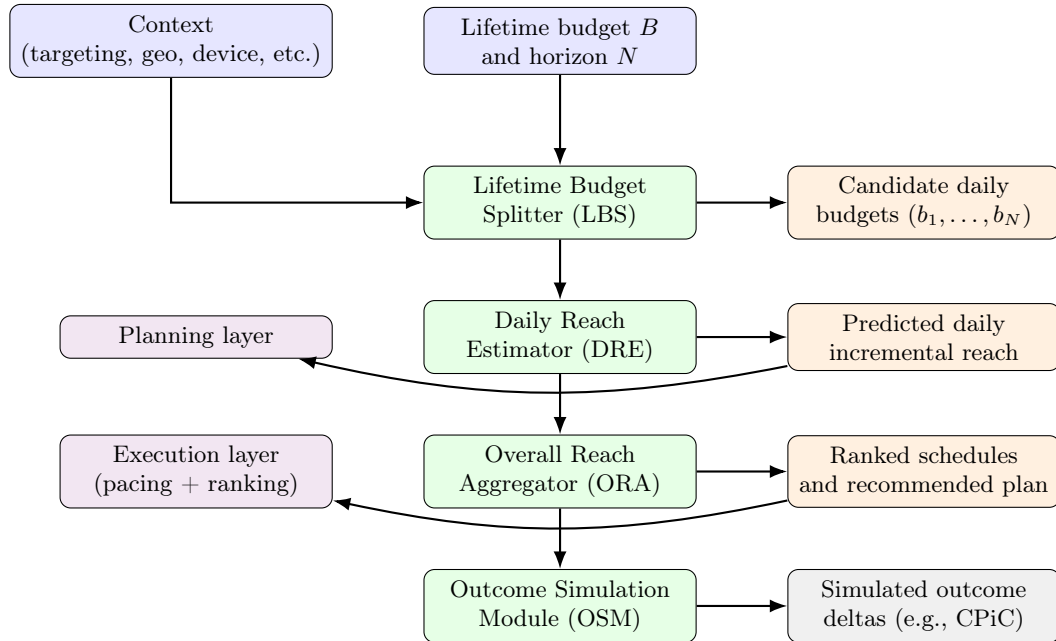 Context
(targeting, geo, device, etc.)
Lifetime budget B
and horizon N
Lifetime Budget
Splitter (LBS)
Candidate daily
budgets (b₁, . . . , b_N)
Planning layer
Daily Reach
Estimator (DRE)
Predicted daily
incremental reach
Execution layer
(pacing + ranking)
Overall Reach
Aggregator (ORA)
Ranked schedules
and recommended plan
Outcome Simulation
Module (OSM)
Simulated outcome
deltas (e.g., CPiC)